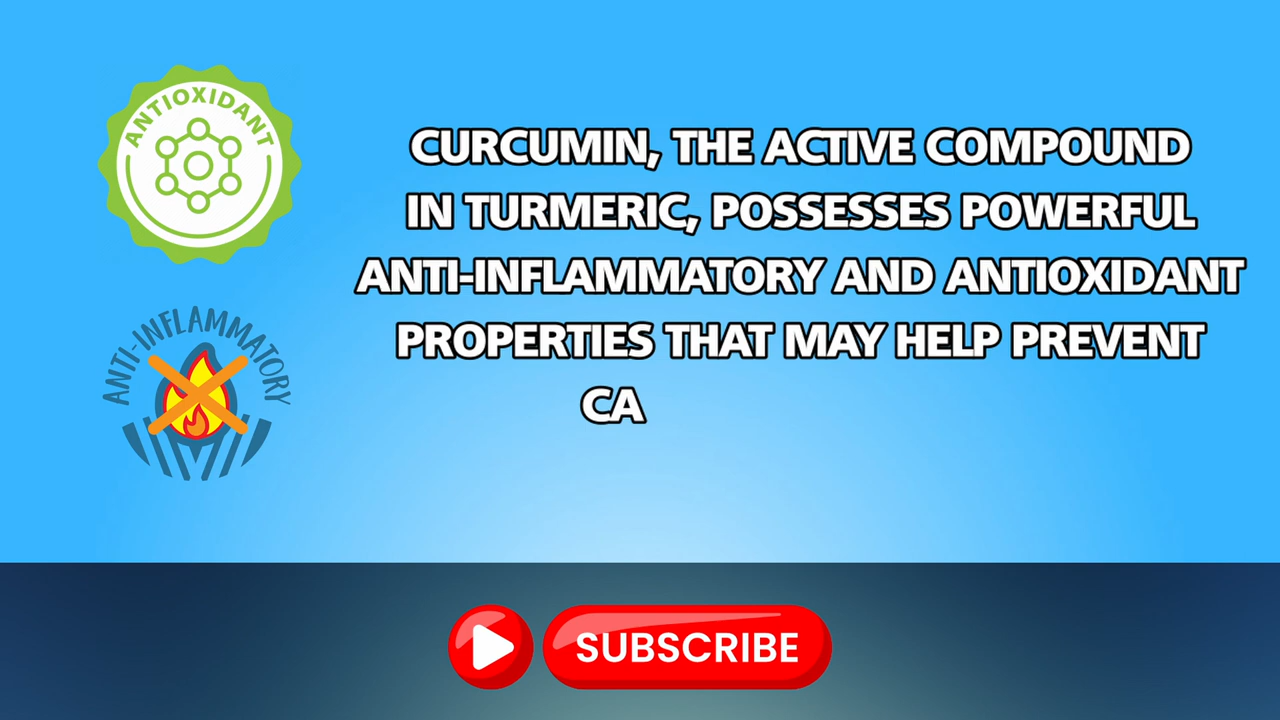 ANTIOXIDANT
CURCUMIN, THE ACTIVE COMPOUND
IN TURMERIC, POSSESSES POWERFUL
ANTI-INFLAMMATORY AND ANTIOXIDANT
PROPERTIES THAT MAY HELP PREVENT
CA
ANTI-INFLAMMATORY
SUBSCRIBE